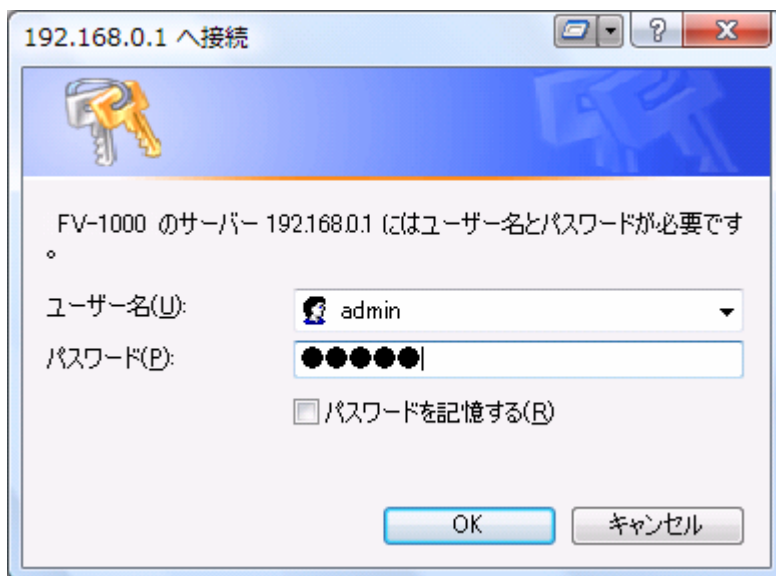 192.168.0.1 へ接続
FV-1000 のサーバー 192.168.0.1 にはユーザー名とパスワードが必要です
。
ユーザー名(U):
admin
パスワード(P):
●●●●●
パスワードを記憶する(R)
OK
キャンセル